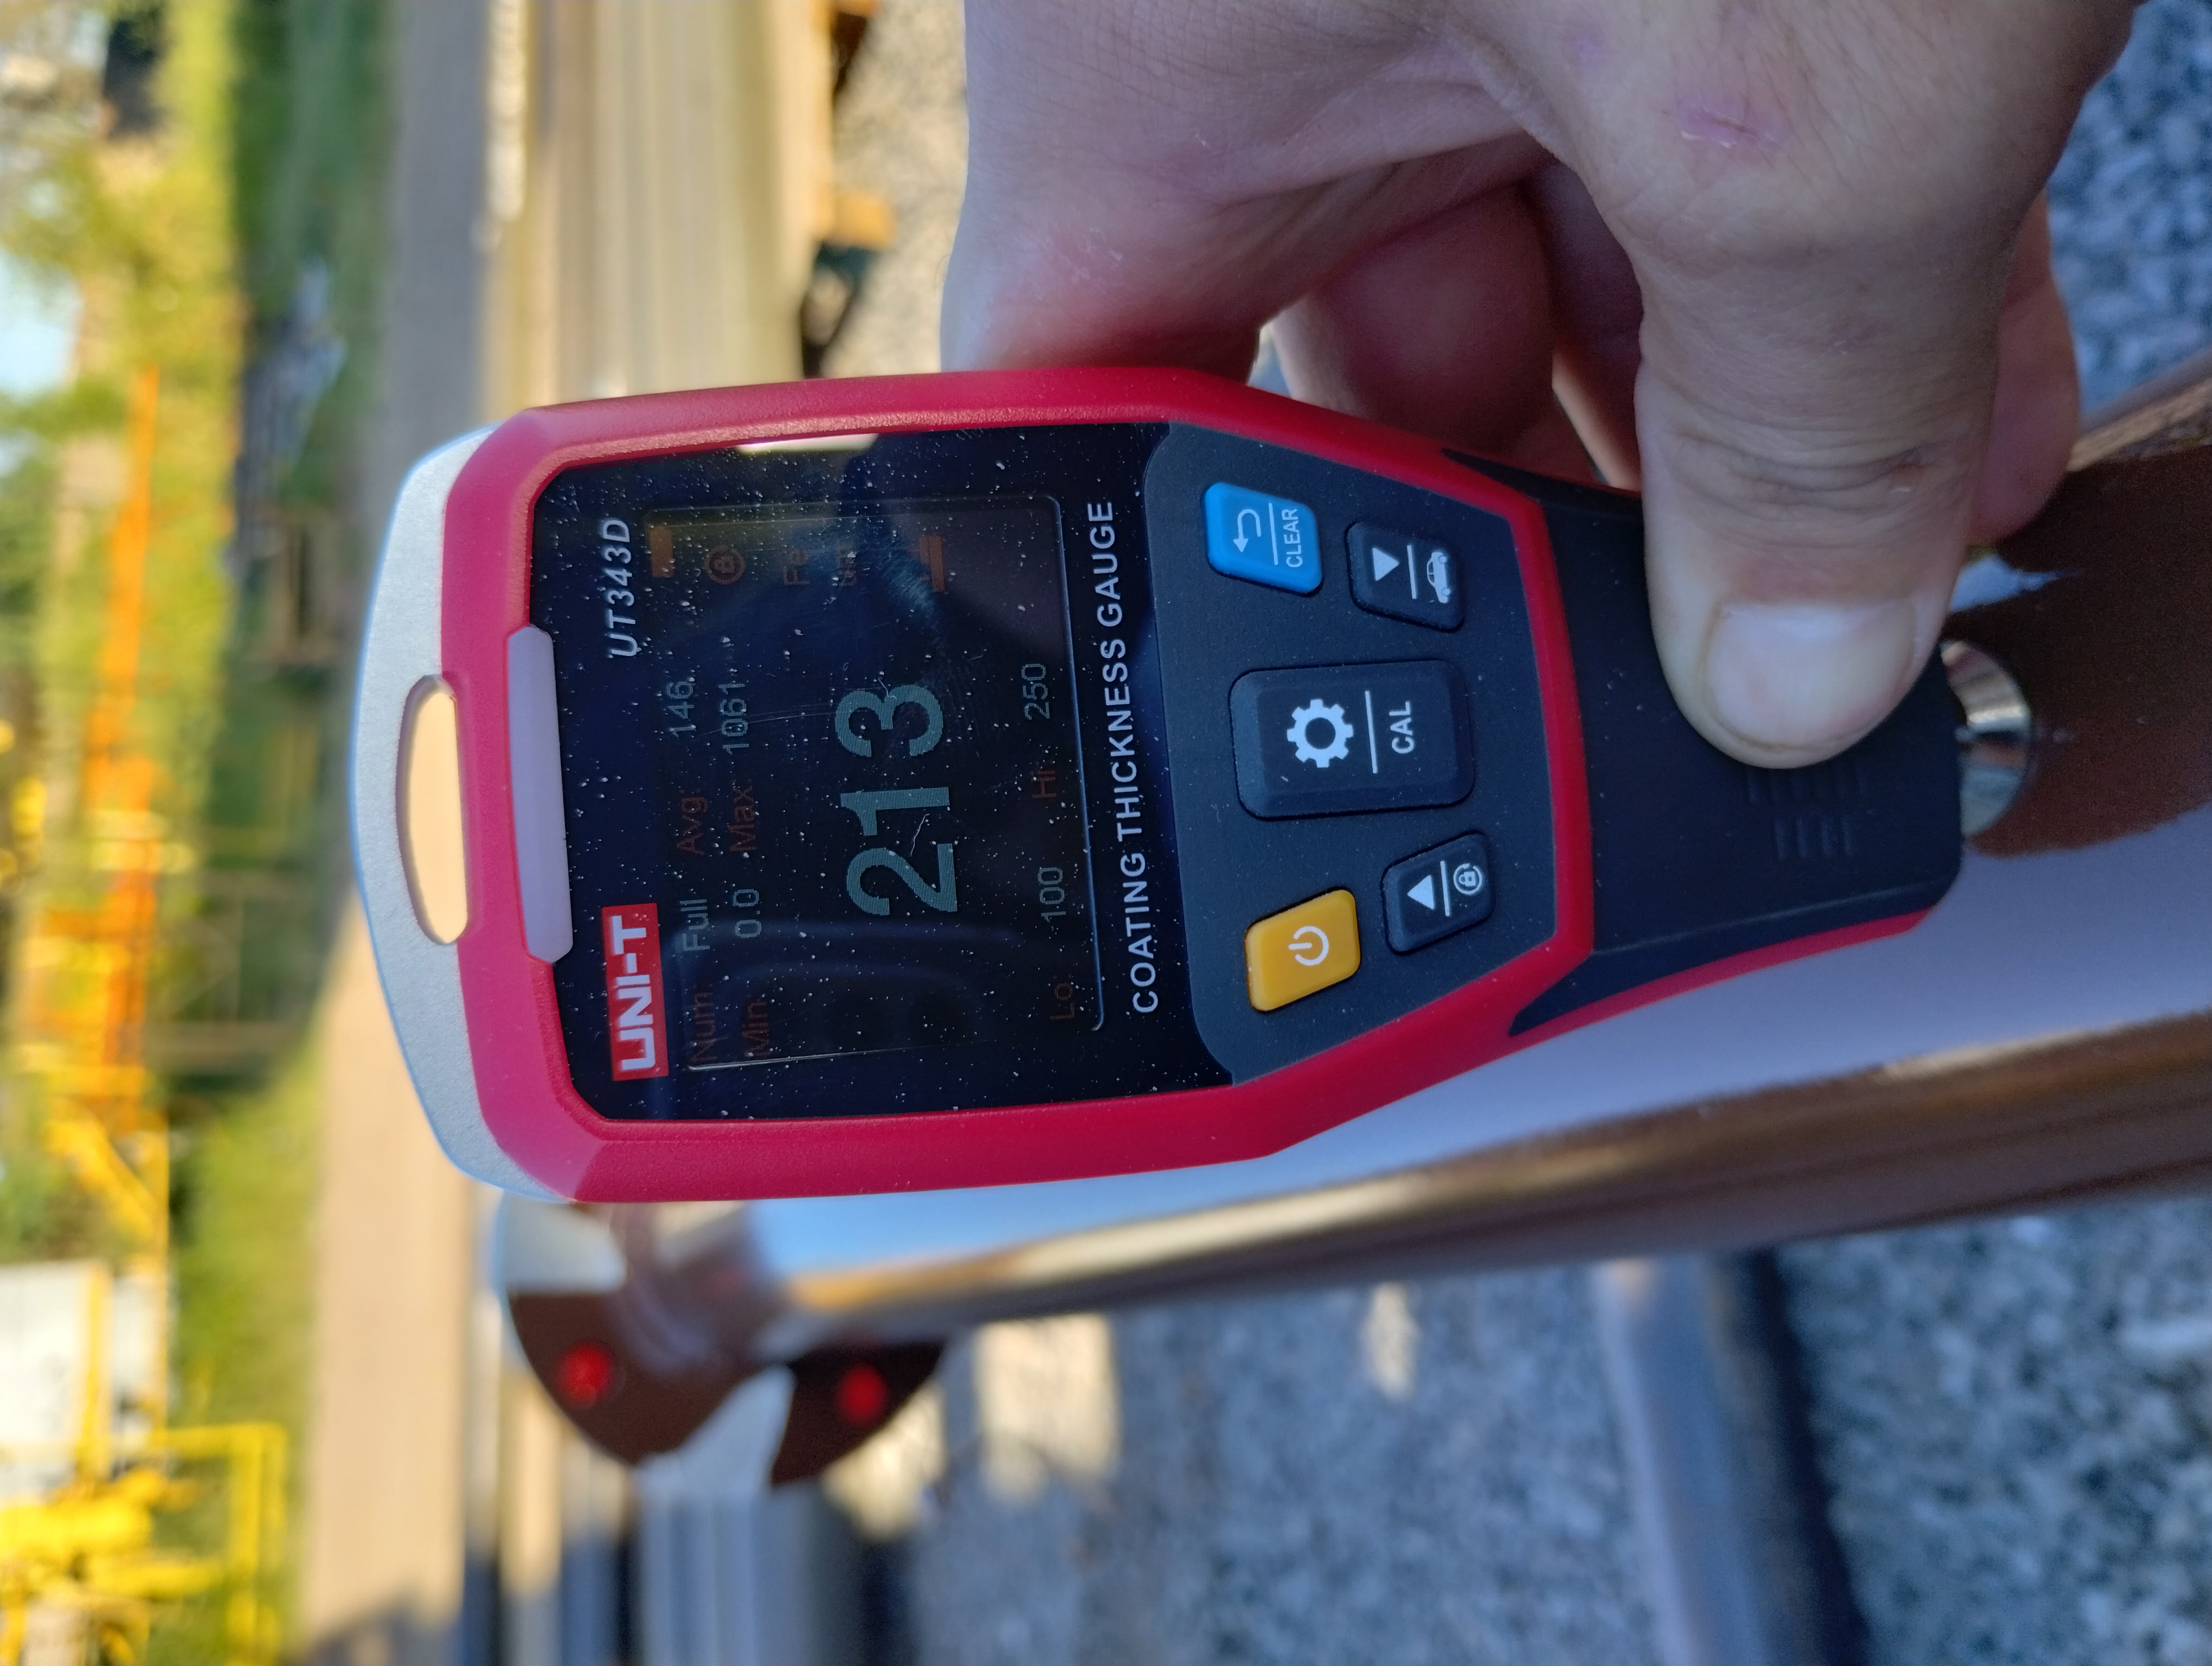 UNI-T UT343D
Num: Full Avg: 146
Min: 0.0 Max: 1061
Fe
um
213
Lo: 100 Hi: 250
COATING THICKNESS GAUGE
CLEAR
CAL